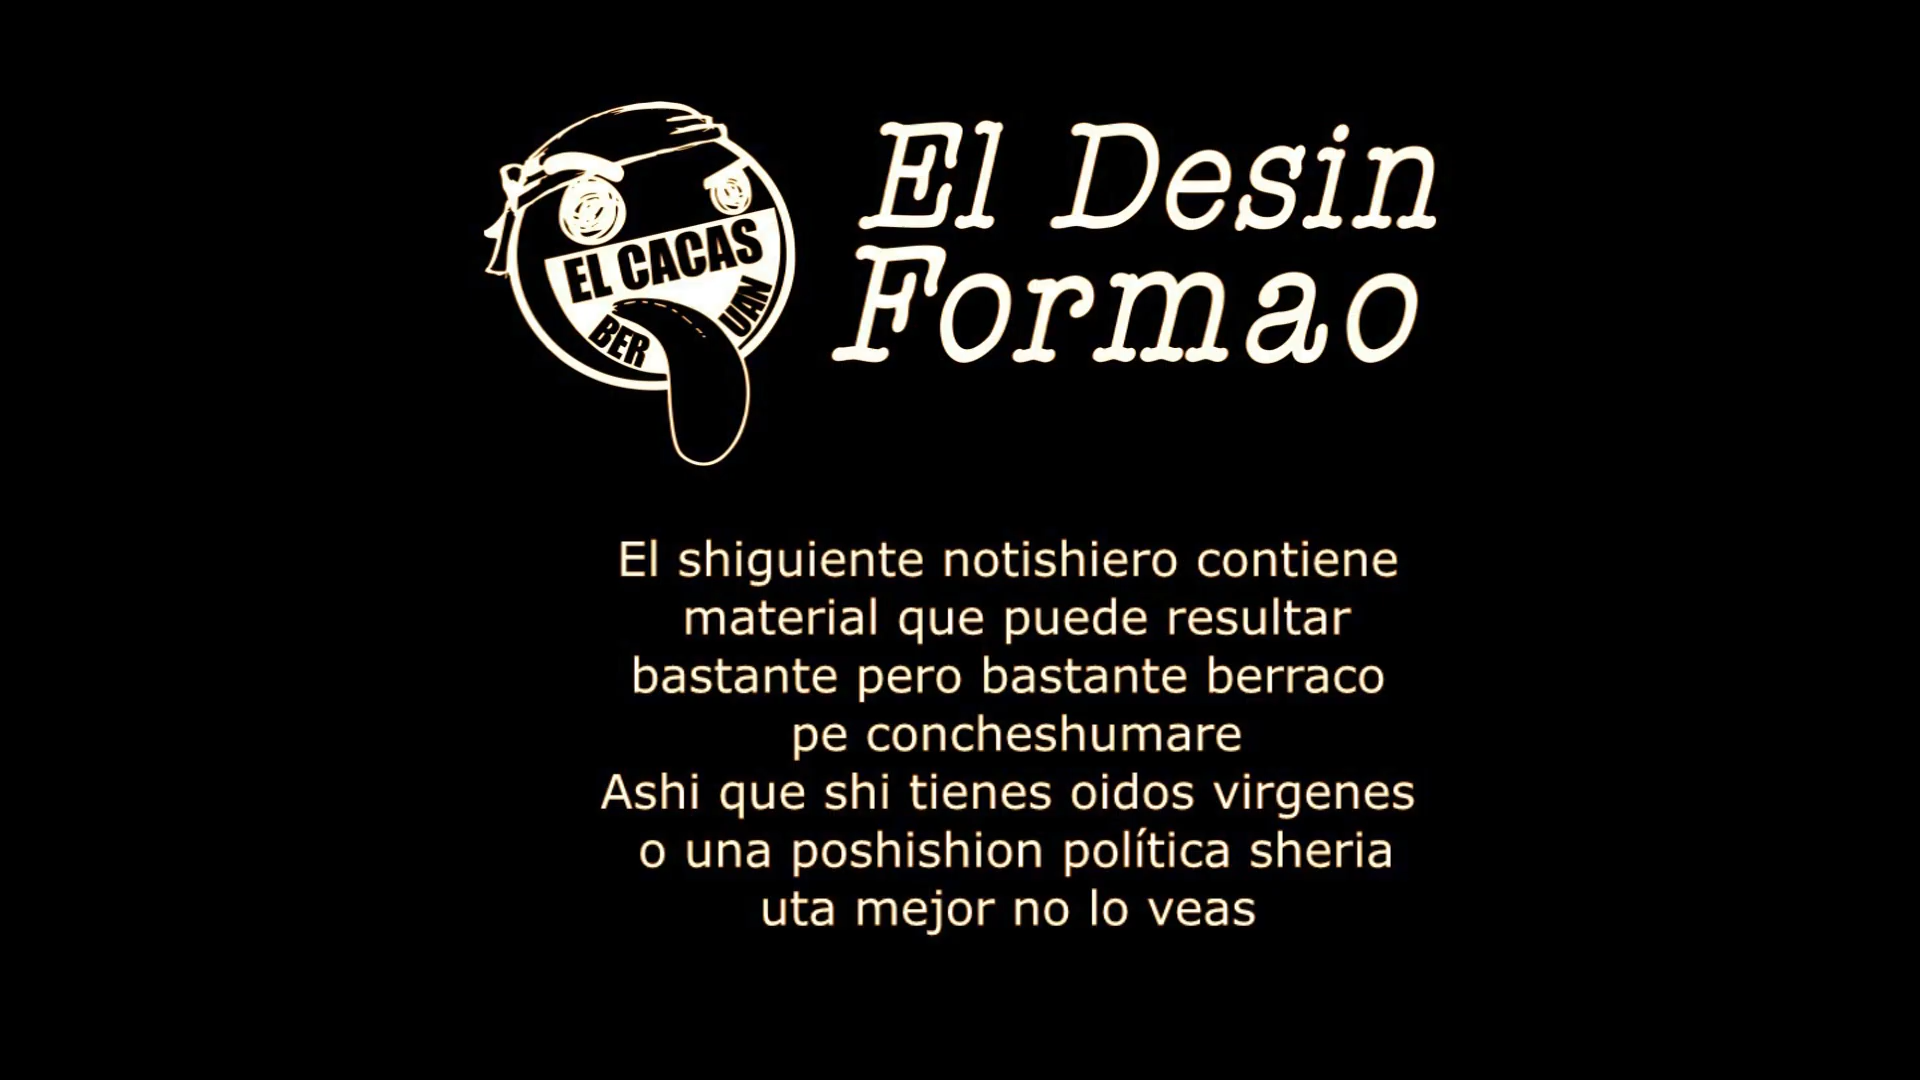 EL CACAS
BER
UAN
El Desin
Formao
El shiguiente notishiero contiene
material que puede resultar
bastante pero bastante berraco
pe concheshumare
Ashi que shi tienes oidos virgenes
o una poshishion política sheria
uta mejor no lo veas